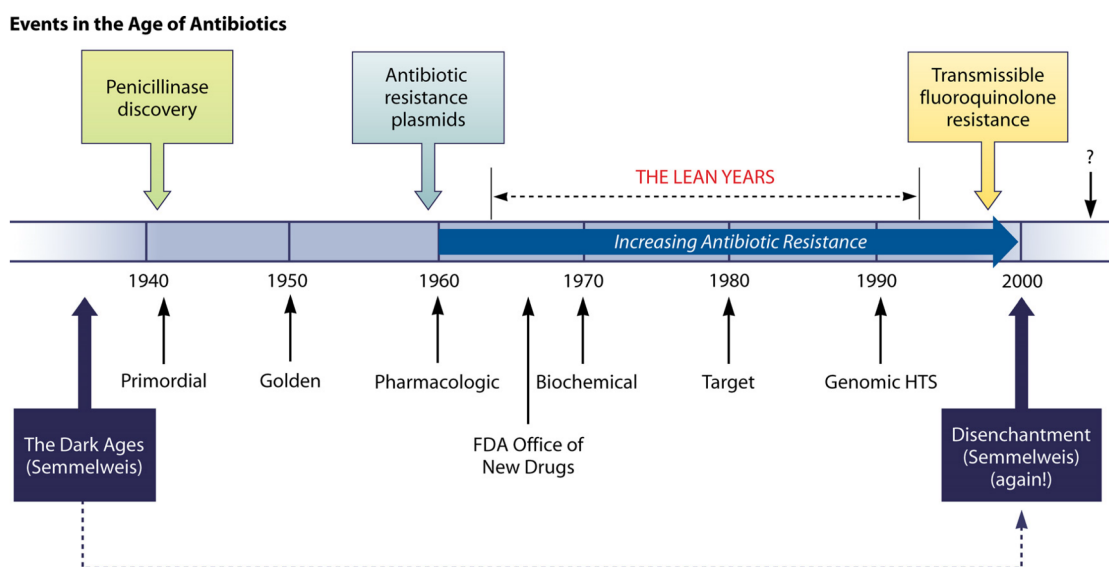 Events in the Age of Antibiotics
Penicillinase
discovery
Antibiotic
resistance
plasmids
Transmissible
fluoroquinolone
resistance
?
THE LEAN YEARS
Increasing Antibiotic Resistance
1940
1950
1960
1970
1980
1990
2000
Primordial
Golden
Pharmacologic
Biochemical
Target
Genomic HTS
The Dark Ages
(Semmelweis)
FDA Office of
New Drugs
Disenchantment
(Semmelweis)
(again!)